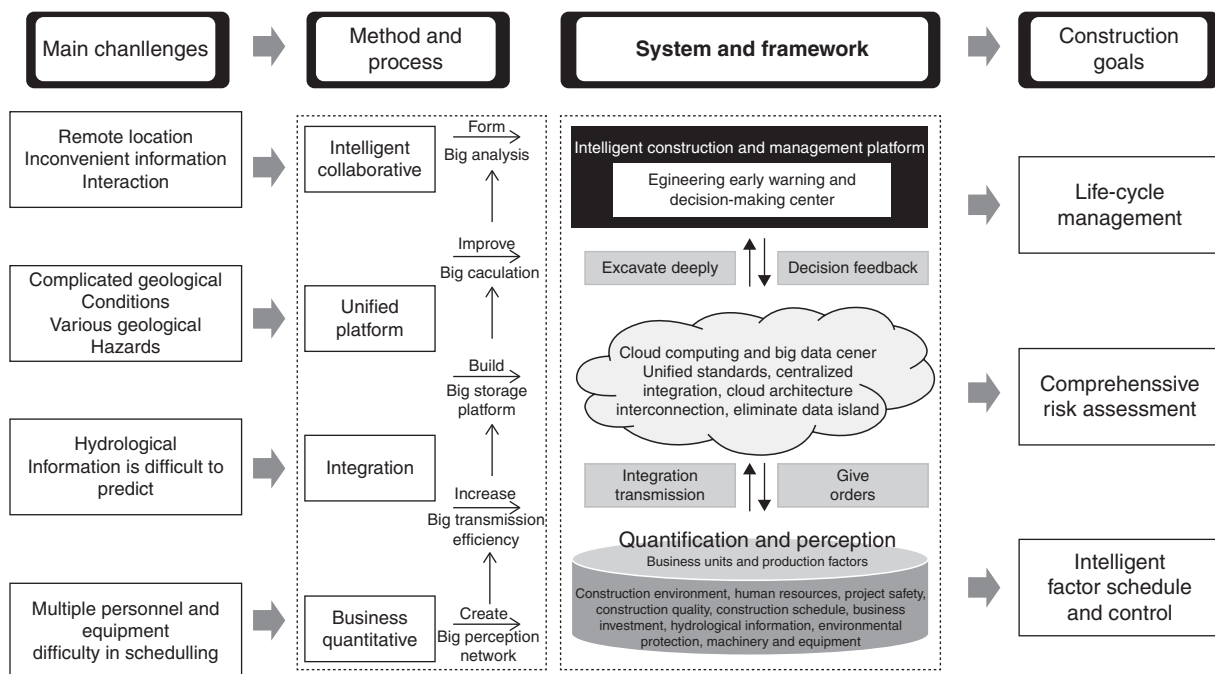 Main chanllenges
Method and
process
System and framework
Construction
goals
Remote location
Inconvenient information
Interaction
Complicated geological
Conditions
Various geological
Hazards
Hydrological
Information is difficult to
predict
Multiple personnel and
equipment
difficulty in schedulling
Intelligent
collaborative
Form
Big analysis
Improve
Big caculation
Unified
platform
Build
Big storage
platform
Integration
Increase
Big transmission
efficiency
Business
quantitative
Create
Big perception
network
Intelligent construction and management platform
Egineering early warning and
decision-making center
Excavate deeply
Decision feedback
Cloud computing and big data cener
Unified standards, centralized
integration, cloud architecture
interconnection, eliminate data island
Integration
transmission
Give
orders
Quantification and perception
Business units and production factors
Construction environment, human resources, project safety,
construction quality, construction schedule, business
investment, hydrological information, environmental
protection, machinery and equipment
Life-cycle
management
Comprehenssive
risk assessment
Intelligent
factor schedule
and control